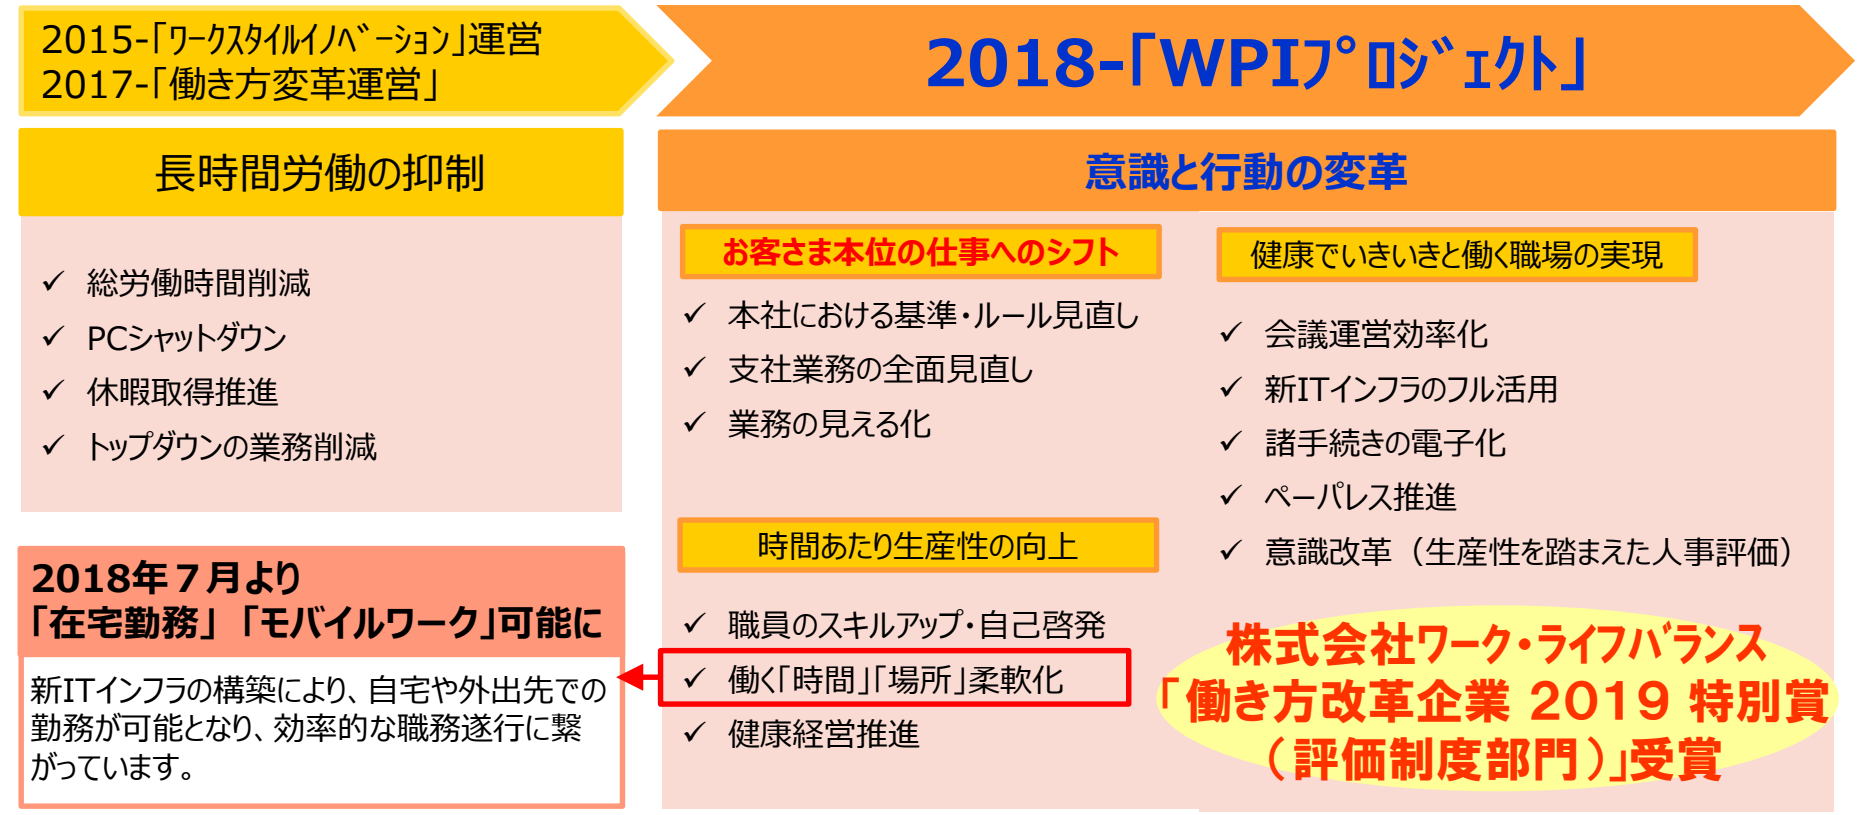 2015-｢ﾜｰｸｽﾀｲﾙｲﾉﾍﾞｰｼｮﾝ｣運営
2017-｢働き方変革運営｣
長時間労働の抑制
✓ 総労働時間削減
✓ PCシャットダウン
✓ 休暇取得推進
✓ トップダウンの業務削減
2018年７月より
「在宅勤務」「モバイルワーク」可能に
新ITインフラの構築により、自宅や外出先での
勤務が可能となり、効率的な職務遂行に繋
がっています。
2018-｢WPIﾌﾟﾛｼﾞｪｸﾄ｣
意識と行動の変革
お客さま本位の仕事へのシフト
✓ 本社における基準・ルール見直し
✓ 支社業務の全面見直し
✓ 業務の見える化
時間あたり生産性の向上
✓ 職員のスキルアップ・自己啓発
✓ 働く「時間」「場所」柔軟化
✓ 健康経営推進
健康でいきいきと働く職場の実現
✓ 会議運営効率化
✓ 新ITインフラのフル活用
✓ 諸手続きの電子化
✓ ペーパレス推進
✓ 意識改革（生産性を踏まえた人事評価）
株式会社ﾜｰｸ・ﾗｲﾌﾊﾞﾗﾝｽ
｢働き方改革企業 ２０１９ 特別賞
（評価制度部門）｣受賞